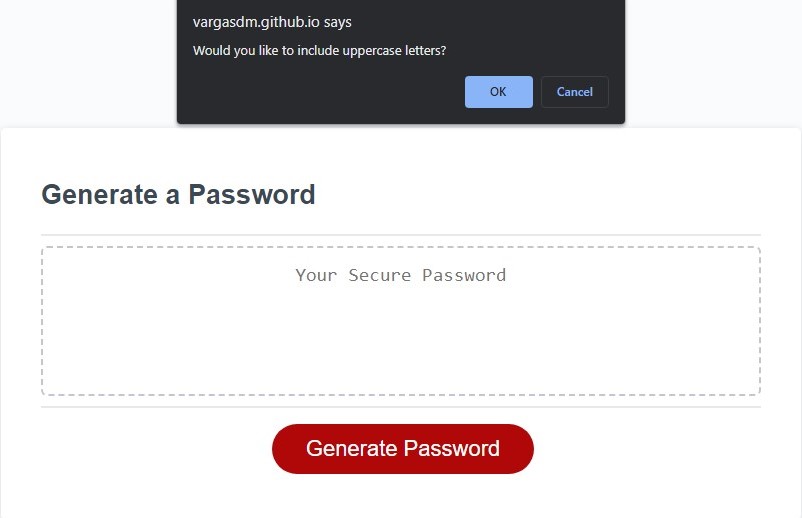 vargasdm.github.io says
Would you like to include uppercase letters?
OK Cancel
Generate a Password
Your Secure Password
Generate Password